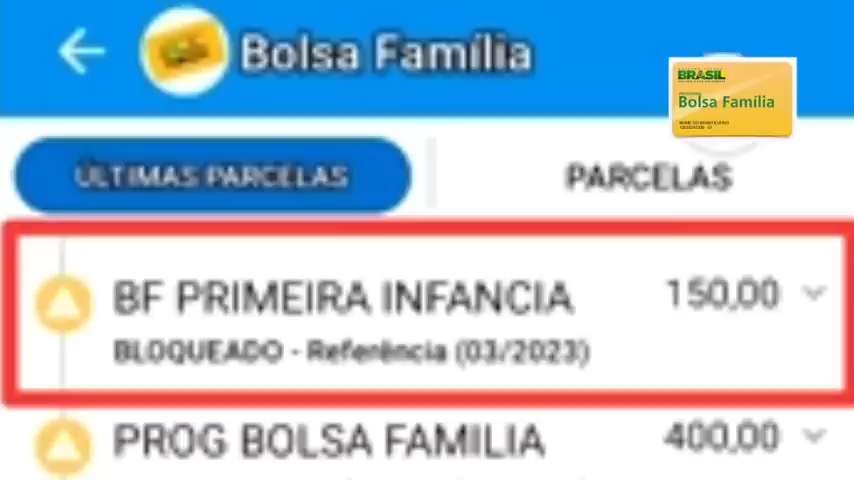 Bolsa Família
BRASIL
Bolsa Família
ÚLTIMAS PARCELAS
PARCELAS
BF PRIMEIRA INFANCIA
150,00
BLOQUEADO - Referência (03/2023)
PROG BOLSA FAMILIA
400,00